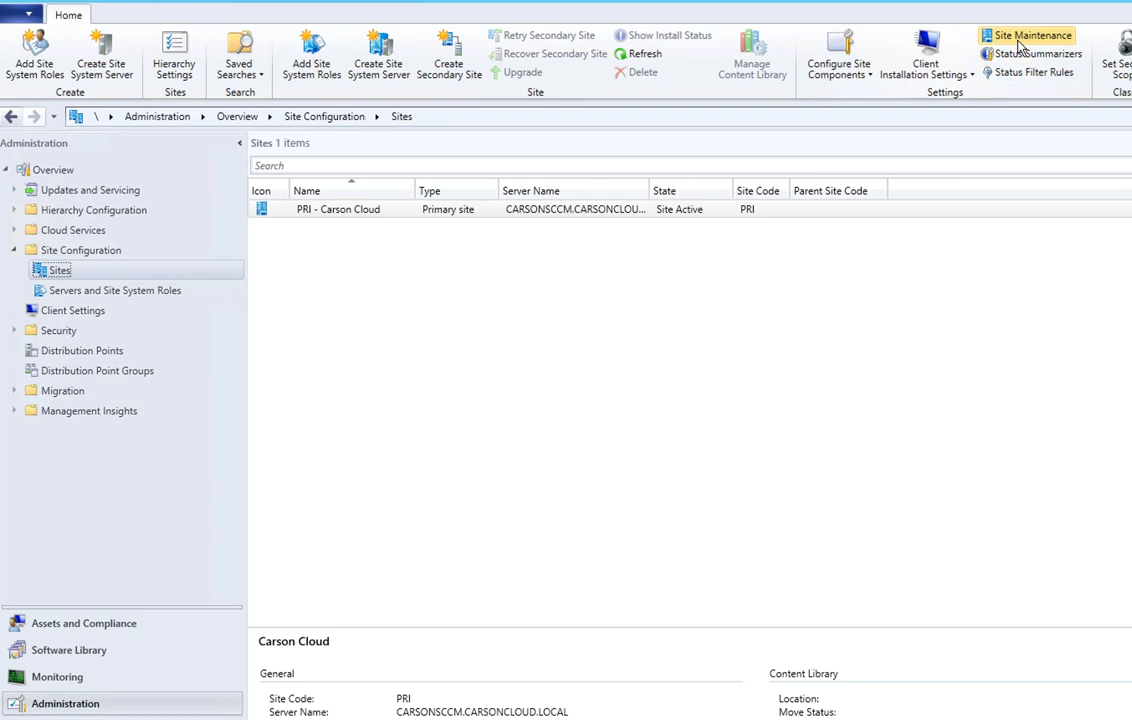 Home
Add Site System Roles
Create Site System Server
Create
Hierarchy Settings
Sites
Saved Searches
Search
Add Site System Roles
Create Site System Server
Create Secondary Site
Retry Secondary Site
Recover Secondary Site
Upgrade
Show Install Status
Refresh
Delete
Site
Manage Content Library
Configure Site Components
Client Installation Settings
Site Maintenance
Status Summarizers
Status Filter Rules
Settings
Set Sec
Scop
Class
\ Administration Overview Site Configuration Sites
Administration
Overview
Updates and Servicing
Hierarchy Configuration
Cloud Services
Site Configuration
Sites
Servers and Site System Roles
Client Settings
Security
Distribution Points
Distribution Point Groups
Migration
Management Insights
Assets and Compliance
Software Library
Monitoring
Administration
Sites 1 items
Search
Icon Name Type Server Name State Site Code Parent Site Code
PRI - Carson Cloud Primary site CARSONSCCM.CARSONCLOU... Site Active PRI
Carson Cloud
General
Site Code: PRI
Server Name: CARSONSCCM.CARSONCLOUD.LOCAL
Content Library
Location:
Move Status: